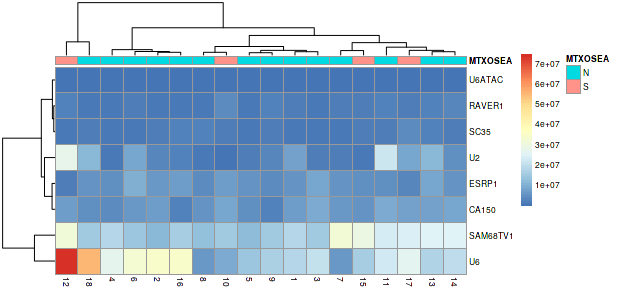 MTXOSEA
MTXOSEA
N
S
7e+07
6e+07
5e+07
4e+07
3e+07
2e+07
1e+07
U6ATAC
RAVER1
SC35
U2
ESRP1
CA150
SAM68TV1
U6
12 18 4 6 2 16 8 10 5 9 1 3 7 15 11 17 13 14